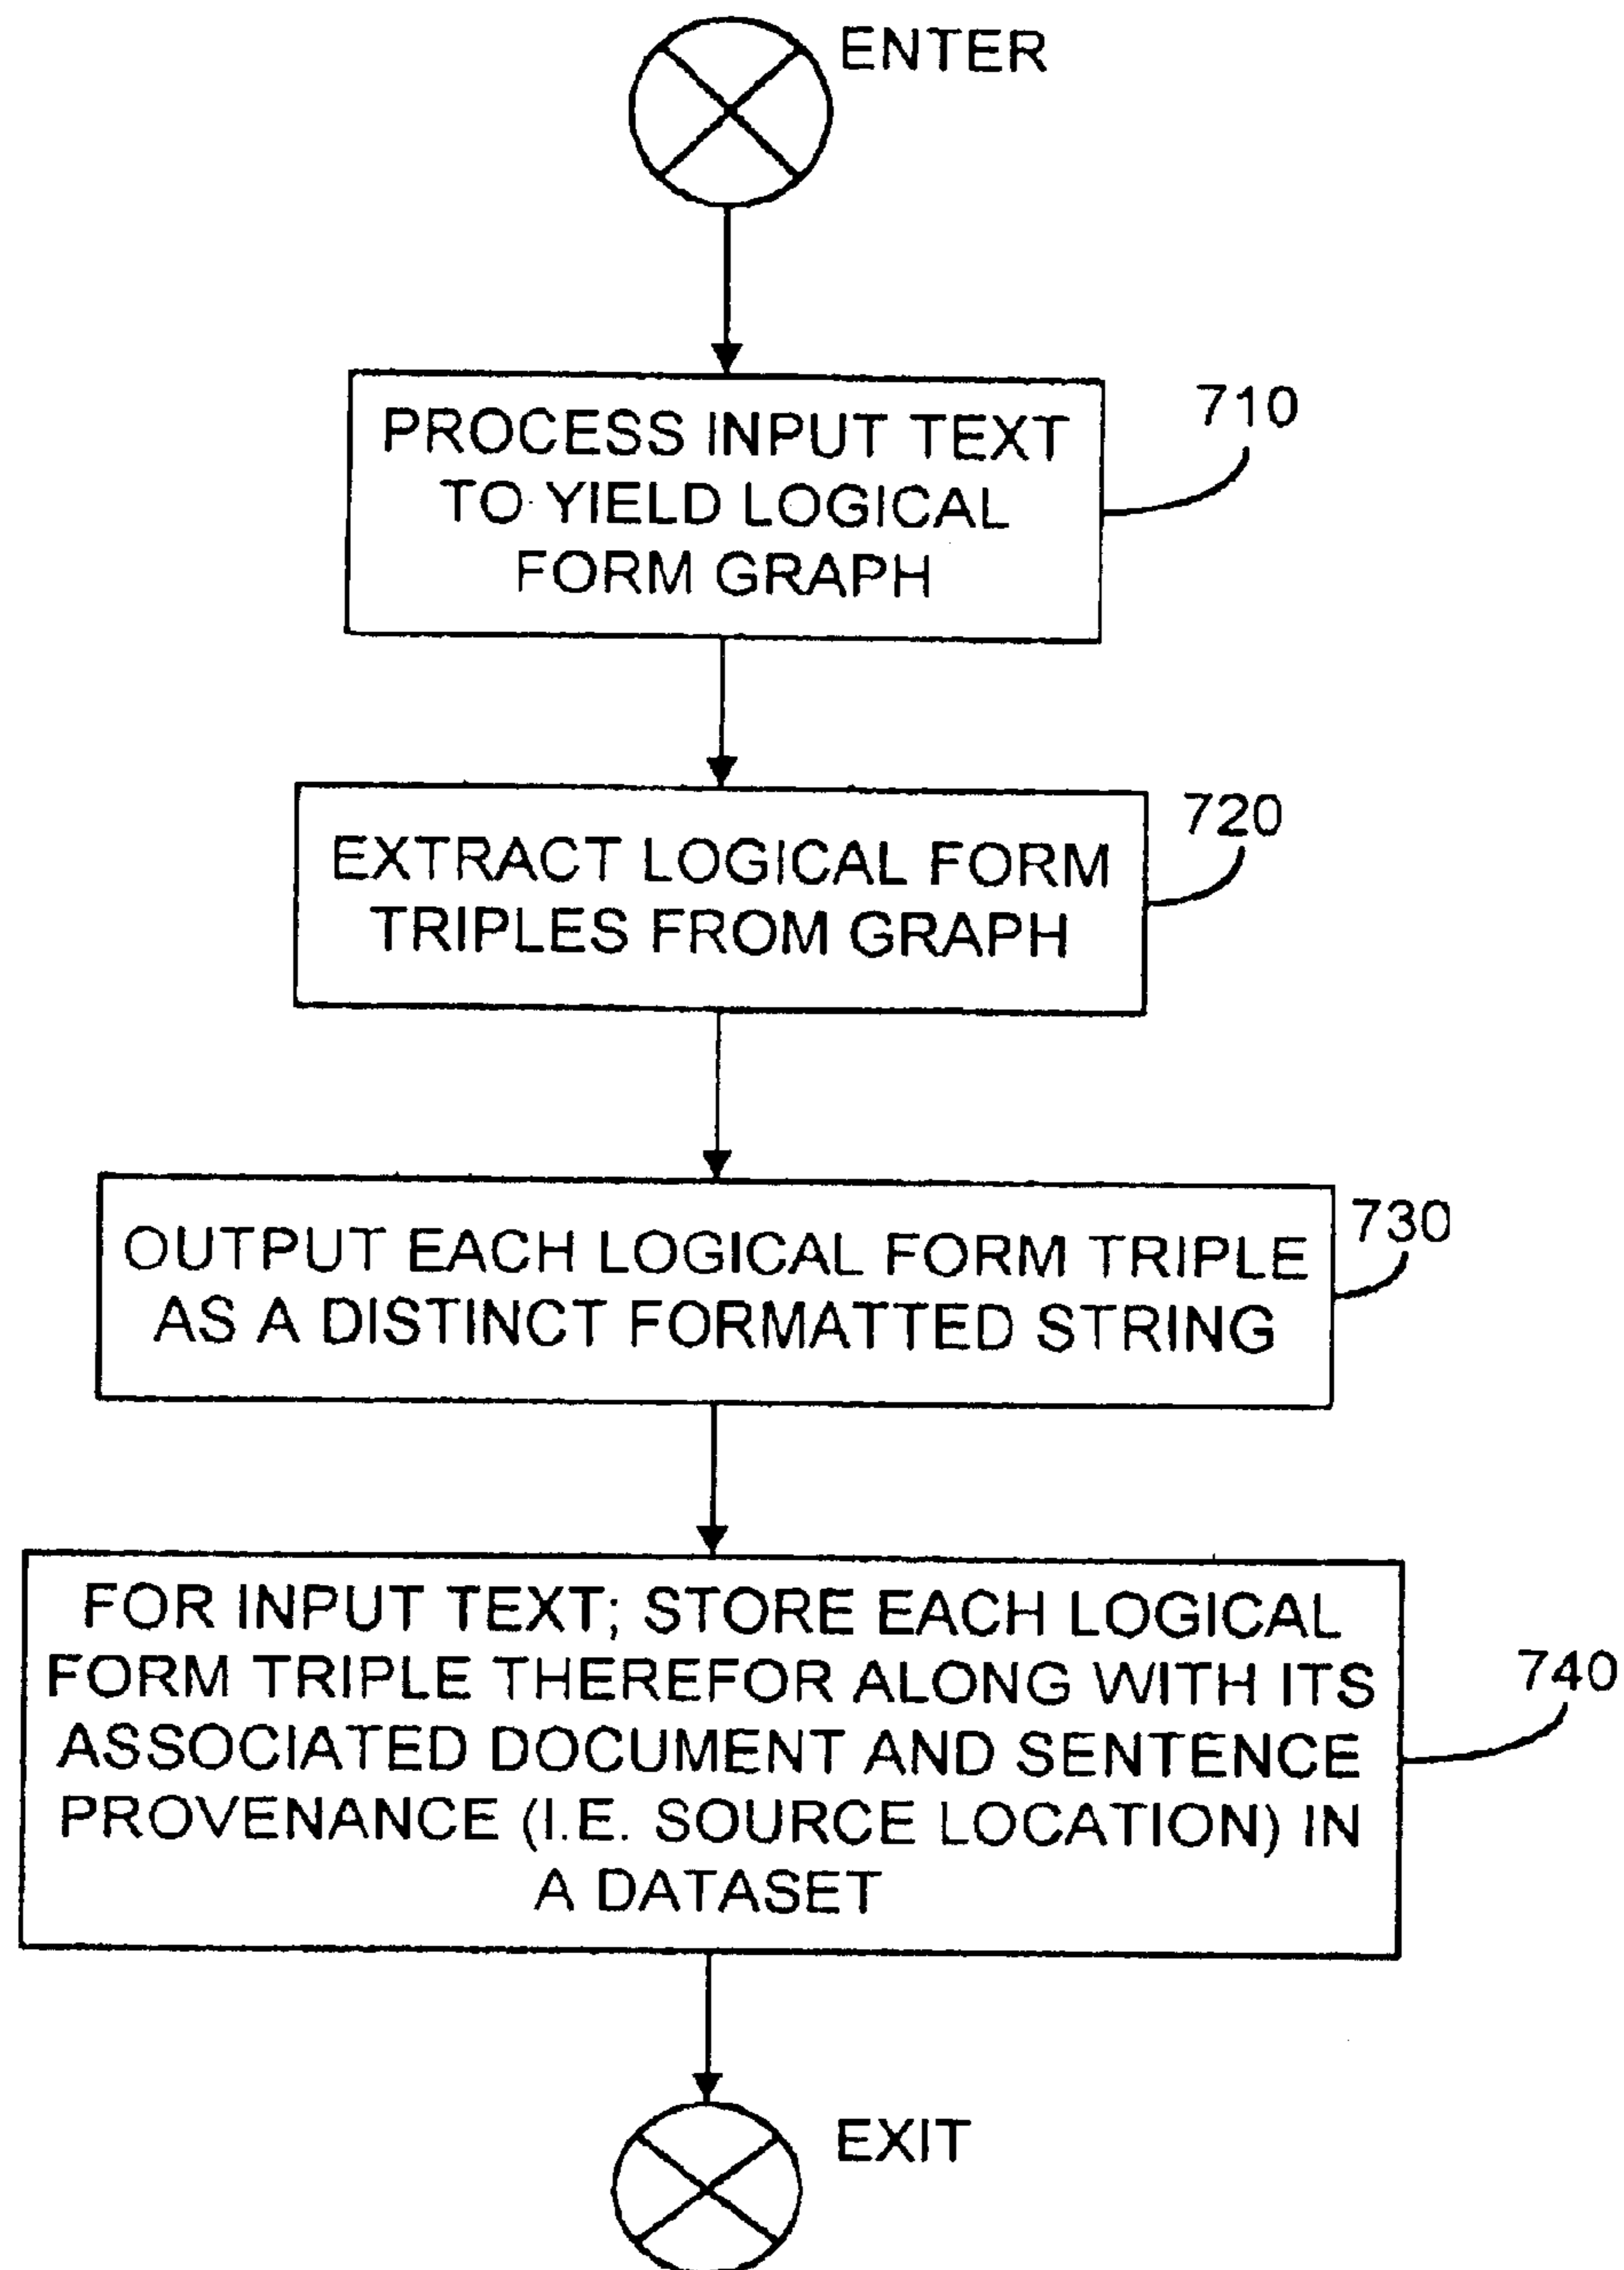 ENTER
PROCESS INPUT TEXT
TO YIELD LOGICAL
FORM GRAPH
710
EXTRACT LOGICAL FORM
TRIPLES FROM GRAPH
720
OUTPUT EACH LOGICAL FORM TRIPLE
AS A DISTINCT FORMATTED STRING
730
FOR INPUT TEXT; STORE EACH LOGICAL
FORM TRIPLE THEREFOR ALONG WITH ITS
ASSOCIATED DOCUMENT AND SENTENCE
PROVENANCE (I.E. SOURCE LOCATION) IN
A DATASET
740
EXIT